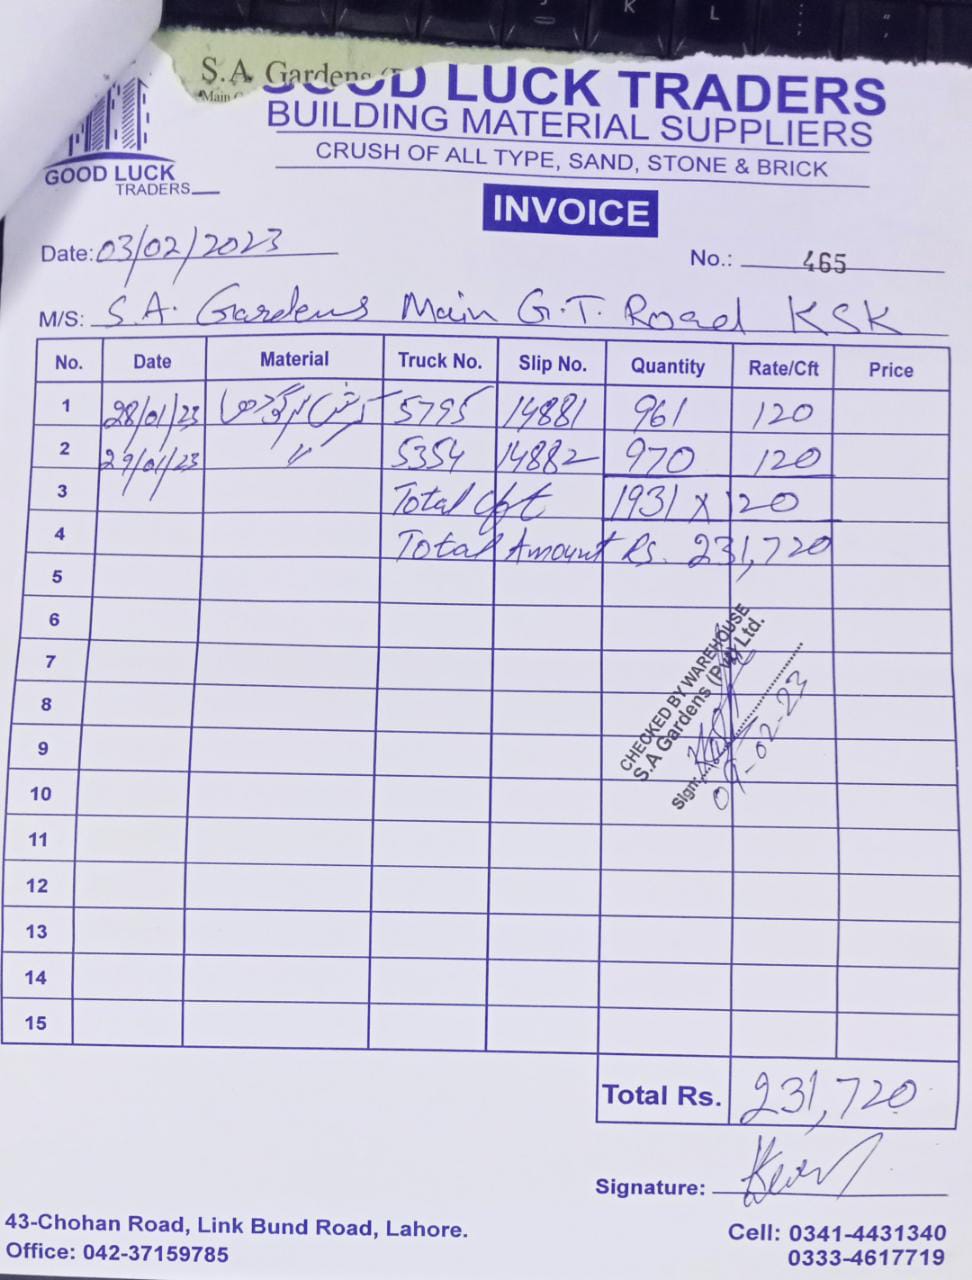 S.A. Gardens
Main
GOOD LUCK TRADERS
BUILDING MATERIAL SUPPLIERS
CRUSH OF ALL TYPE, SAND, STONE & BRICK
GOOD LUCK
TRADERS
INVOICE
Date: 03/02/2023
No.: 465
M/S: S.A. Gardens Main G.T. Road KSK
No. Date Material Truck No. Slip No. Quantity Rate/Cft Price
1 28/01/23 کرش 5795 14881 961 120
2 29/01/23 〃 5354 14882 970 120
3 Total Cft 1931 x 120
4 Total Amount Rs. 231,720
5
6
7
8
9
10
11
12
13
14
15
CHECKED BY WAREHOUSE
S.A Gardens (Pvt) Ltd.
Sign:
09-02-23
Total Rs. 231,720
Signature:
43-Chohan Road, Link Bund Road, Lahore.
Office: 042-37159785
Cell: 0341-4431340
0333-4617719